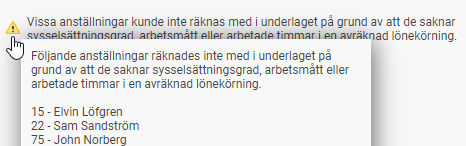 Vissa anställningar kunde inte räknas med i underlaget på grund av att de saknar
sysselsättningsgrad, arbetsmått eller arbetade timmar i en avräknad lönekörning.
Följande anställningar räknades inte med i underlaget på
grund av att de saknar sysselsättningsgrad, arbetsmått eller
arbetade timmar i en avräknad lönekörning.
15 - Elvin Löfgren
22 - Sam Sandström
75 - John Norberg